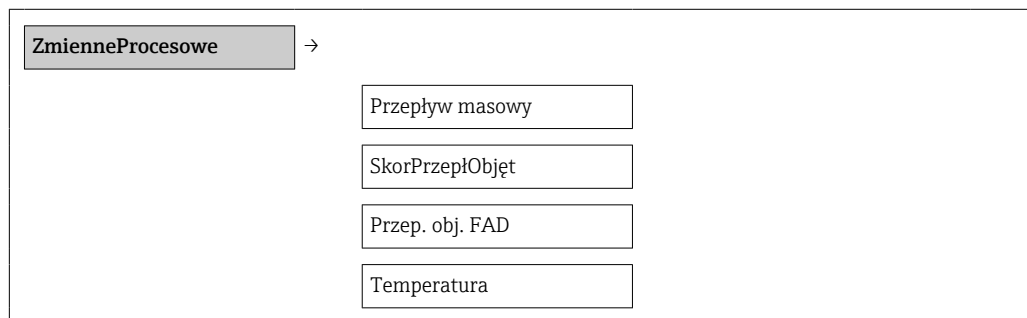 ZmienneProcesowe →
Przepływ masowy
SkorPrzepłObjęt
Przep. obj. FAD
Temperatura